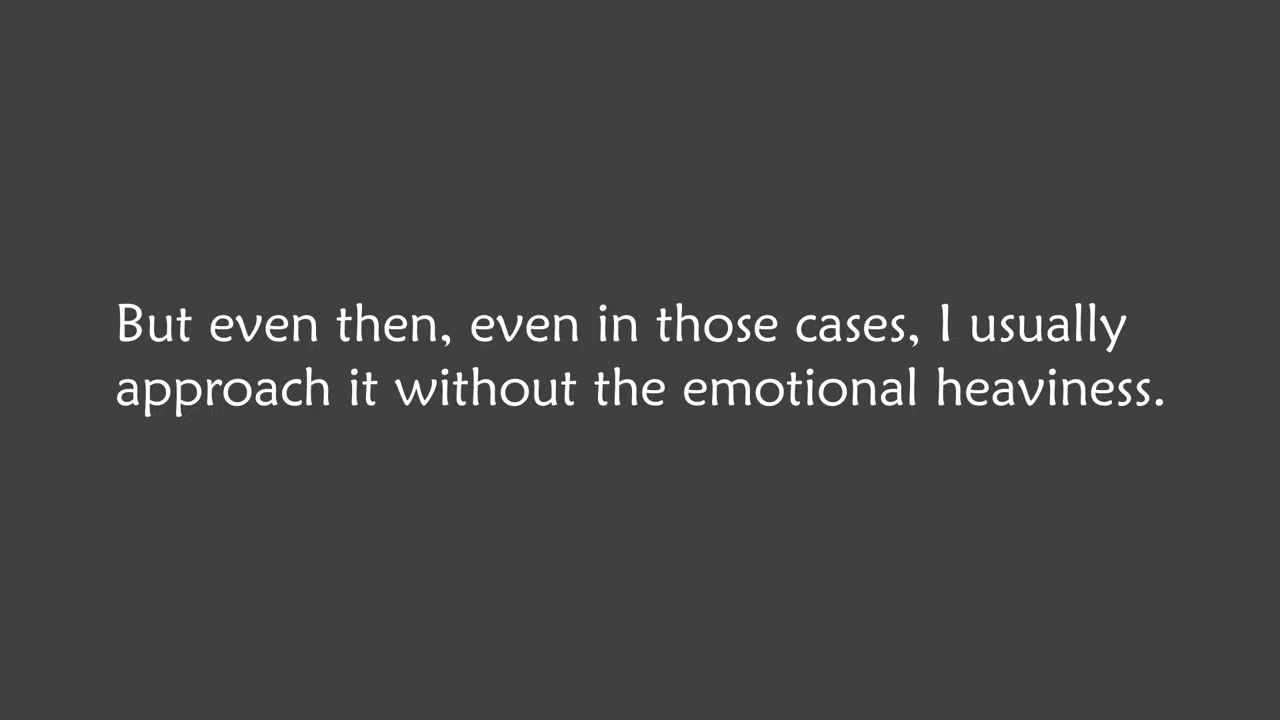 But even then, even in those cases, I usually
approach it without the emotional heaviness.